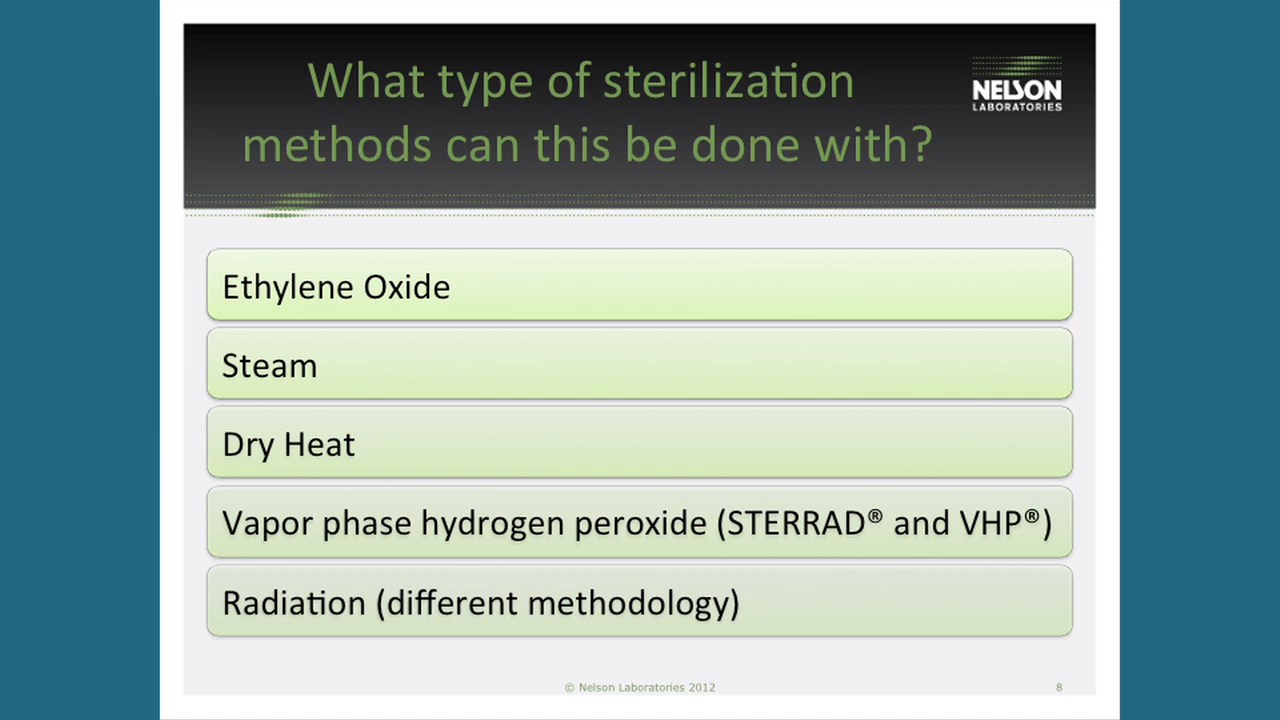 What type of sterilization
methods can this be done with?
NELSON
LABORATORIES
Ethylene Oxide
Steam
Dry Heat
Vapor phase hydrogen peroxide (STERRAD® and VHP®)
Radiation (different methodology)
© Nelson Laboratories 2012
8